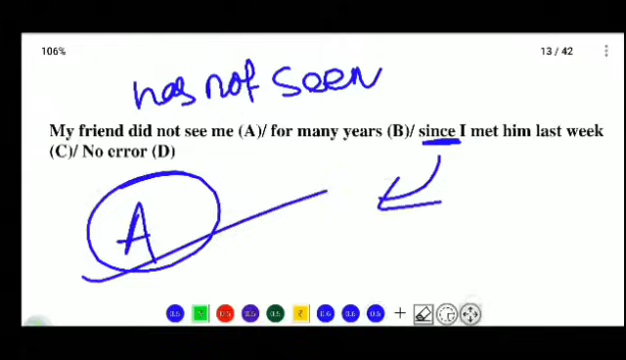 106%
13 / 42
has not seen
My friend did not see me (A)/ for many years (B)/ since I met him last week
(C)/ No error (D)
A